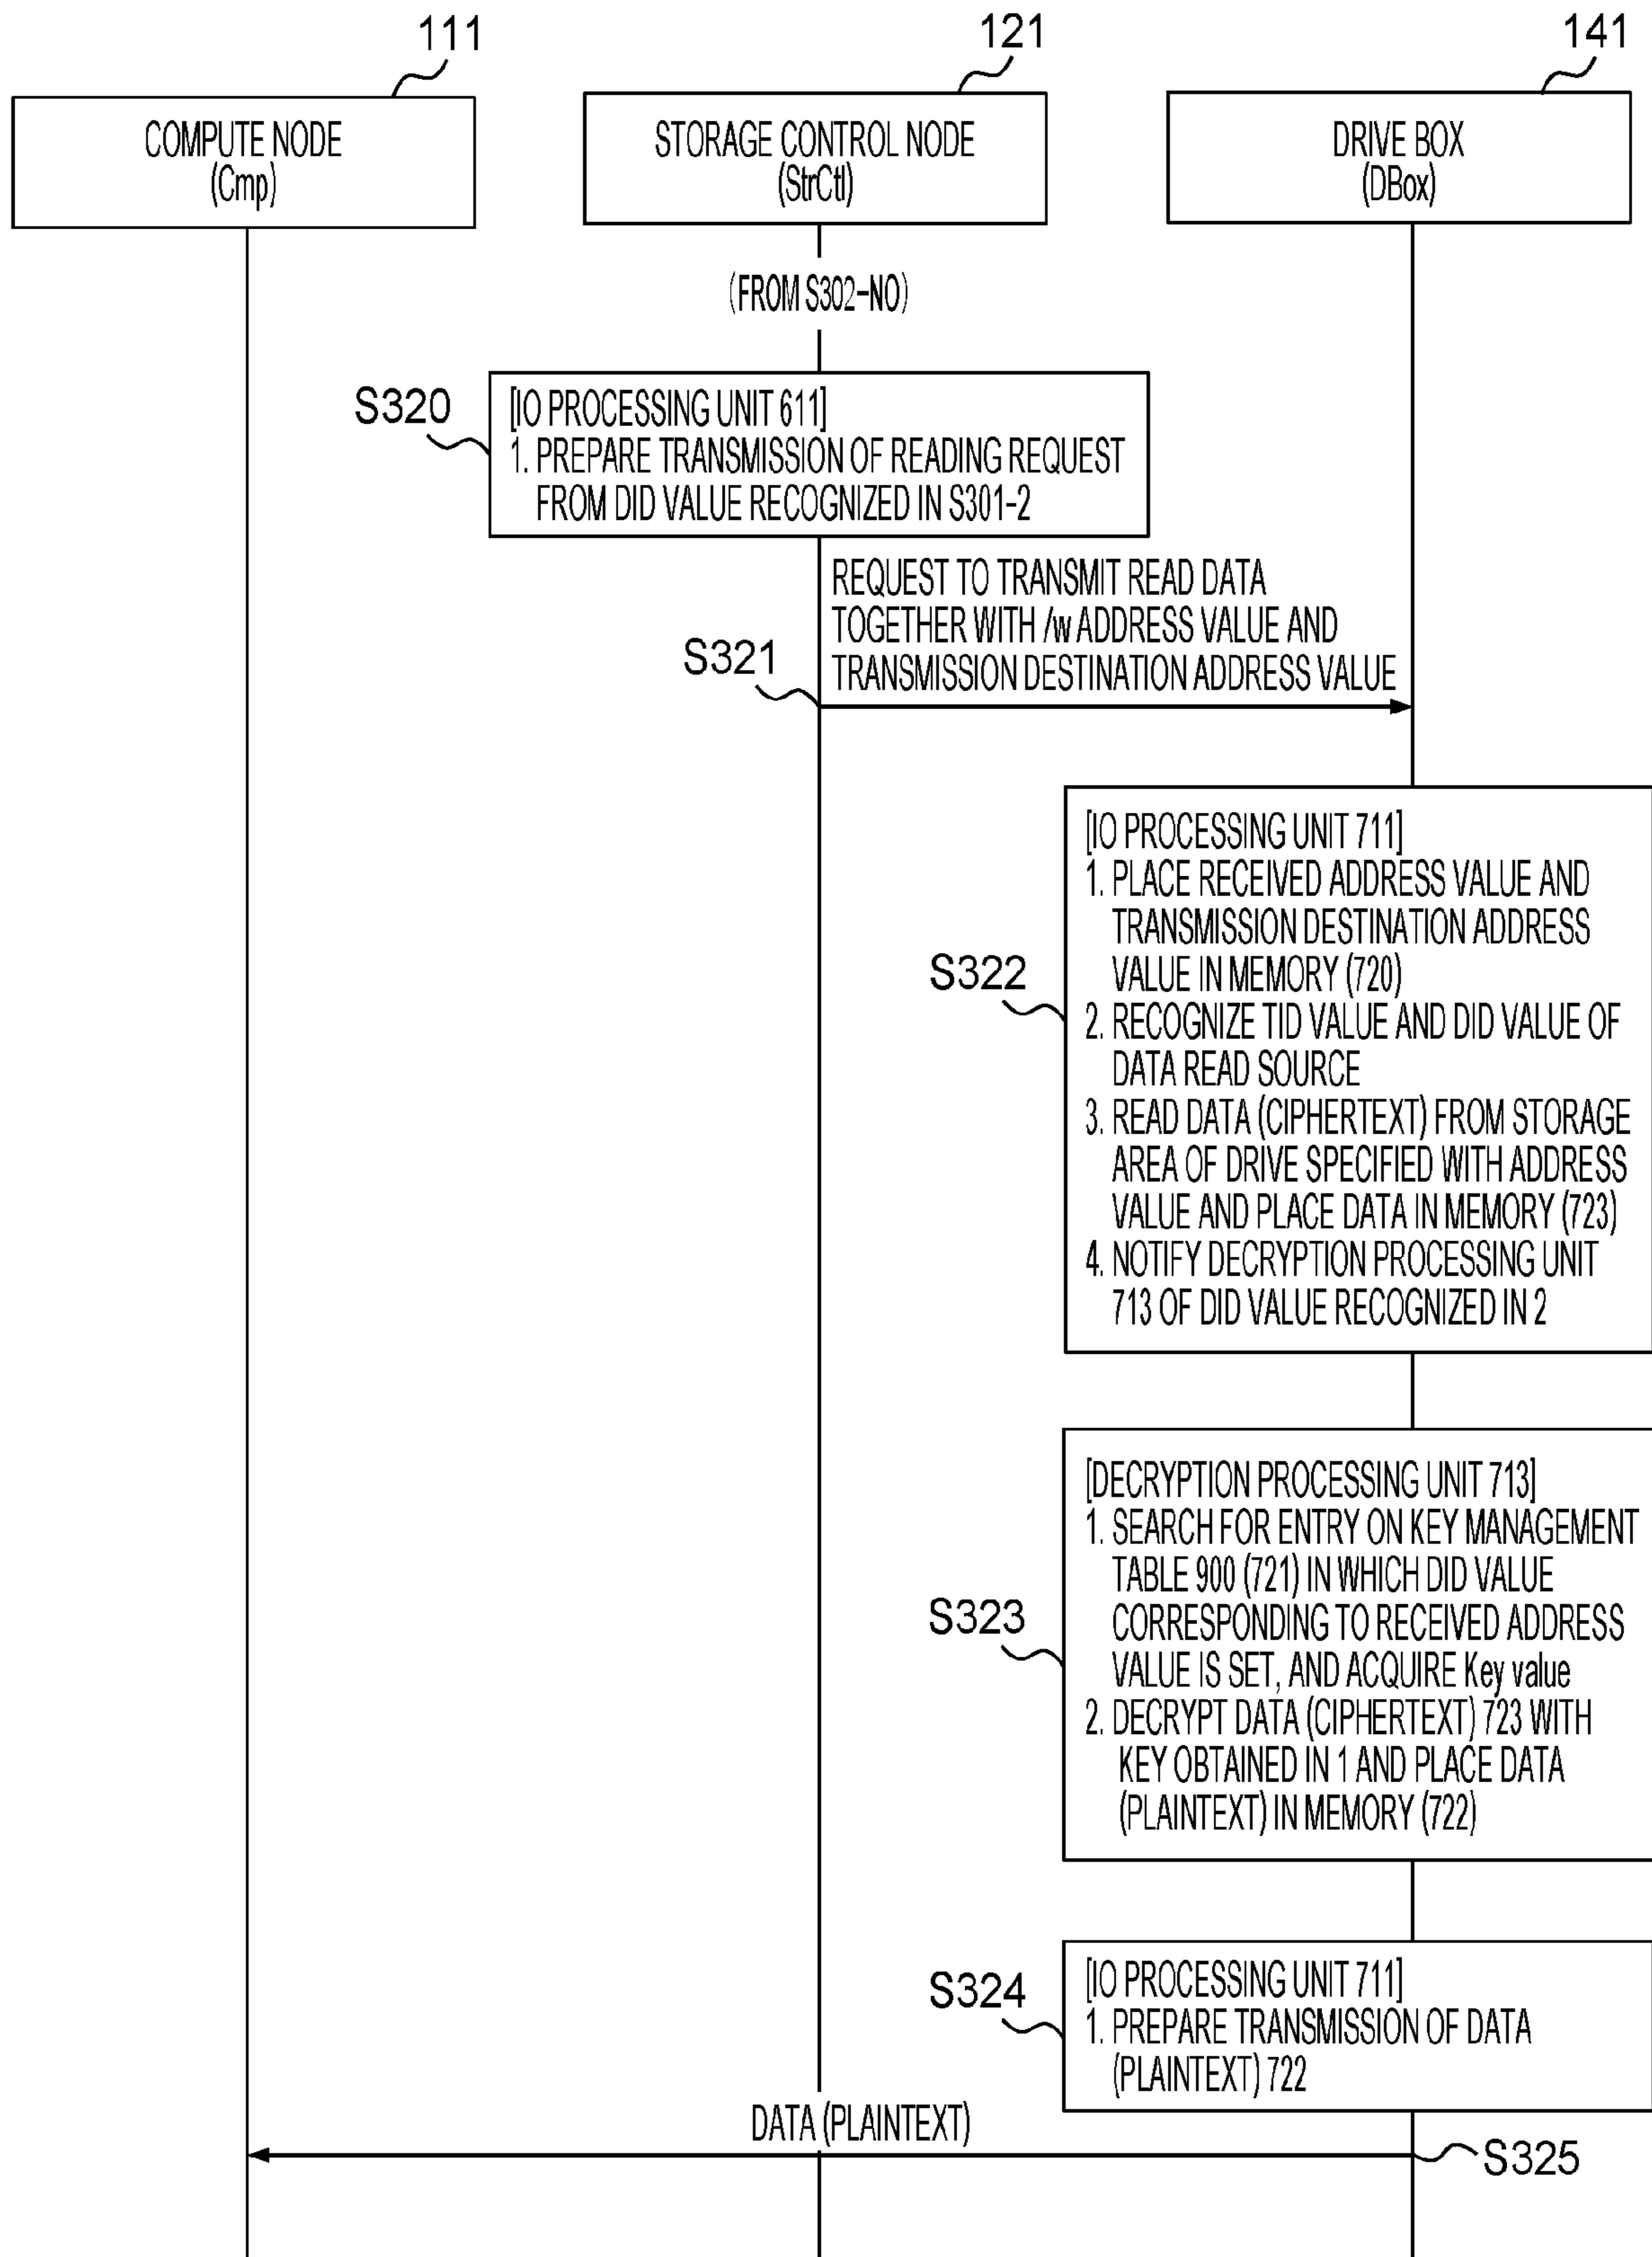 111
121
141
COMPUTE NODE
(Cmp)
STORAGE CONTROL NODE
(StrCtl)
DRIVE BOX
(DBox)
(FROM S302-NO)
S320
[IO PROCESSING UNIT 611]
1. PREPARE TRANSMISSION OF READING REQUEST
FROM DID VALUE RECOGNIZED IN S301-2
REQUEST TO TRANSMIT READ DATA
TOGETHER WITH /w ADDRESS VALUE AND
TRANSMISSION DESTINATION ADDRESS VALUE
S321
[IO PROCESSING UNIT 711]
1. PLACE RECEIVED ADDRESS VALUE AND
TRANSMISSION DESTINATION ADDRESS
VALUE IN MEMORY (720)
2. RECOGNIZE TID VALUE AND DID VALUE OF
DATA READ SOURCE
3. READ DATA (CIPHERTEXT) FROM STORAGE
AREA OF DRIVE SPECIFIED WITH ADDRESS
VALUE AND PLACE DATA IN MEMORY (723)
4. NOTIFY DECRYPTION PROCESSING UNIT
713 OF DID VALUE RECOGNIZED IN 2
S322
[DECRYPTION PROCESSING UNIT 713]
1. SEARCH FOR ENTRY ON KEY MANAGEMENT
TABLE 900 (721) IN WHICH DID VALUE
CORRESPONDING TO RECEIVED ADDRESS
VALUE IS SET, AND ACQUIRE Key value
2. DECRYPT DATA (CIPHERTEXT) 723 WITH
KEY OBTAINED IN 1 AND PLACE DATA
(PLAINTEXT) IN MEMORY (722)
S323
[IO PROCESSING UNIT 711]
1. PREPARE TRANSMISSION OF DATA
(PLAINTEXT) 722
S324
DATA (PLAINTEXT)
S325